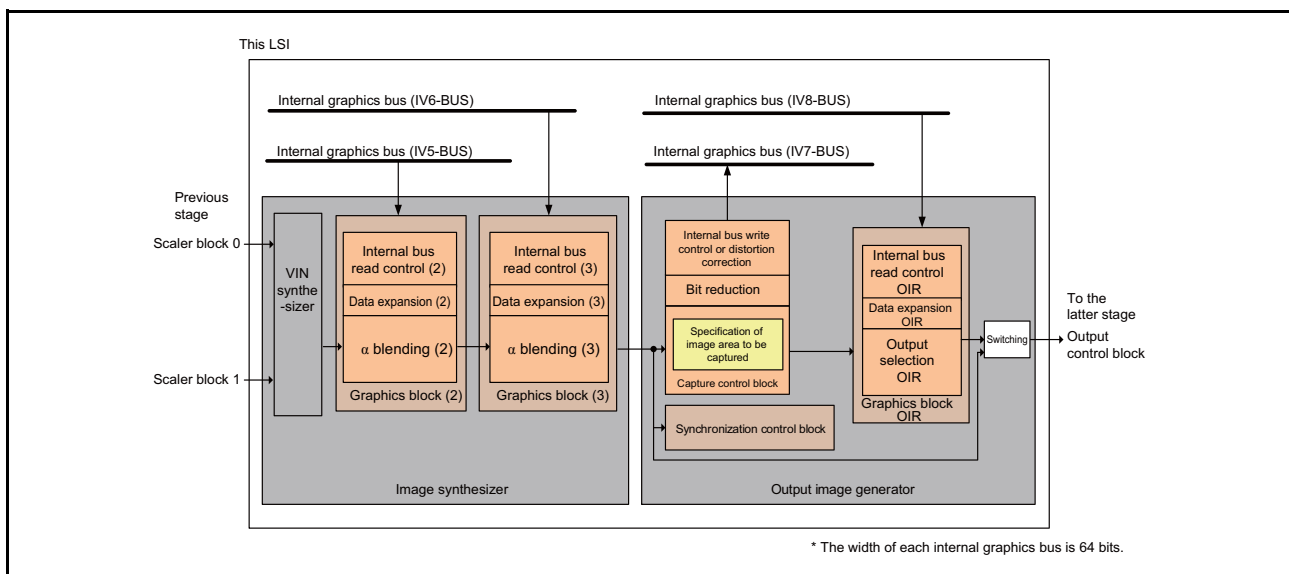 This LSI
Internal graphics bus (IV6-BUS)
Internal graphics bus (IV8-BUS)
Internal graphics bus (IV5-BUS)
Internal graphics bus (IV7-BUS)
Previous
stage
Scaler block 0
Scaler block 1
VIN
synthe
-sizer
Internal bus
read control (2)
Data expansion (2)
α blending (2)
Graphics block (2)
Internal bus
read control (3)
Data expansion (3)
α blending (3)
Graphics block (3)
Image synthesizer
Internal bus write
control or distortion
correction
Bit reduction
Specification of
image area to be
captured
Capture control block
Synchronization control block
Internal bus
read control
OIR
Data expansion
OIR
Output
selection
OIR
Graphics block
OIR
Switching
Output image generator
To the
latter stage
Output
control block
* The width of each internal graphics bus is 64 bits.